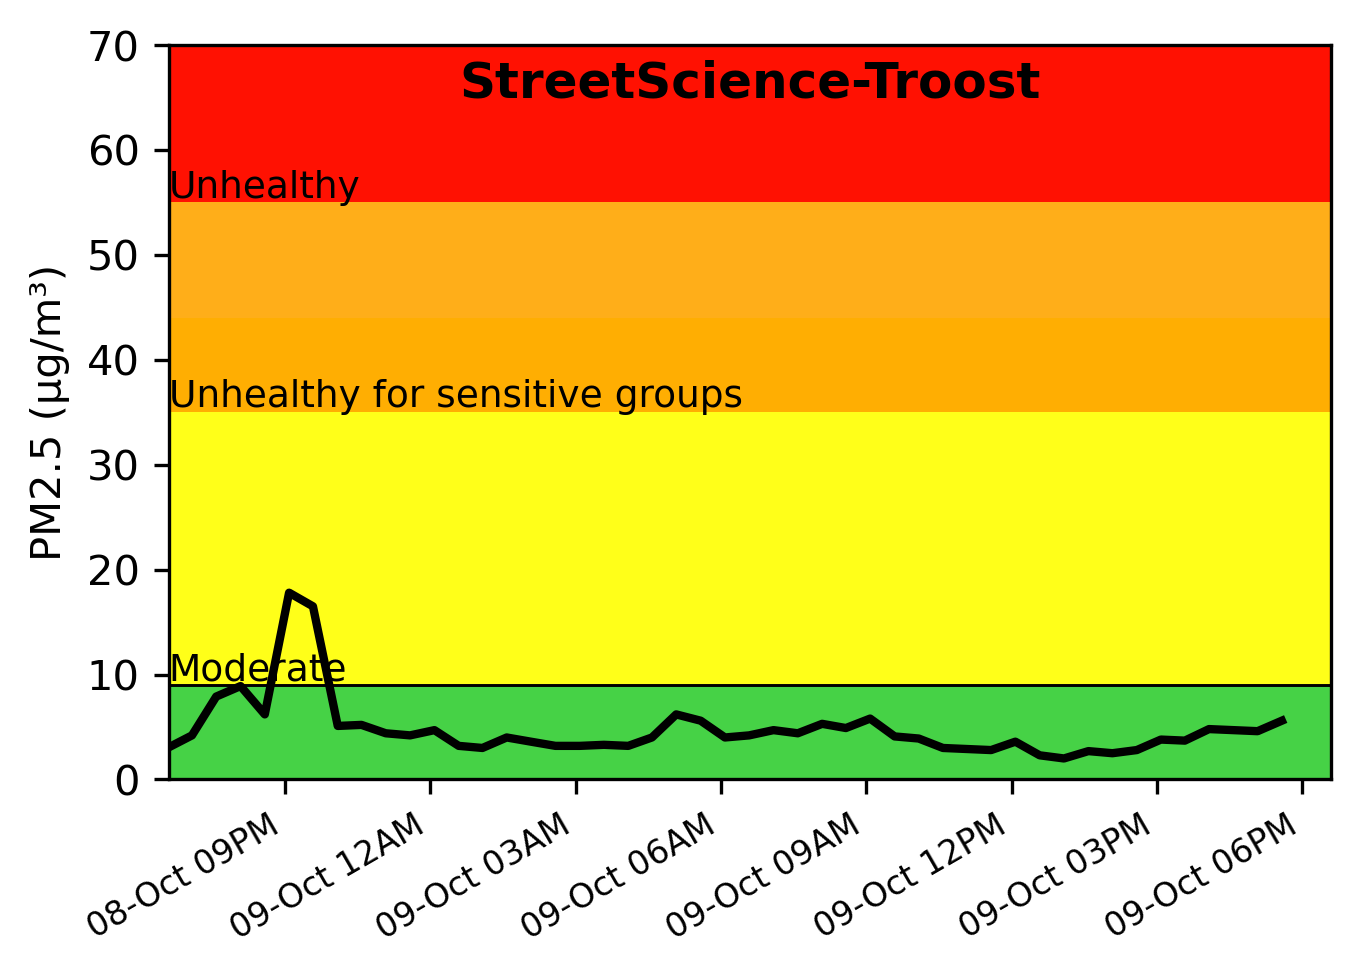 StreetScience-Troost
PM2.5 (µg/m³)
70
60
50
40
30
20
10
0
Unhealthy
Unhealthy for sensitive groups
Moderate
08-Oct 09PM
09-Oct 12AM
09-Oct 03AM
09-Oct 06AM
09-Oct 09AM
09-Oct 12PM
09-Oct 03PM
09-Oct 06PM